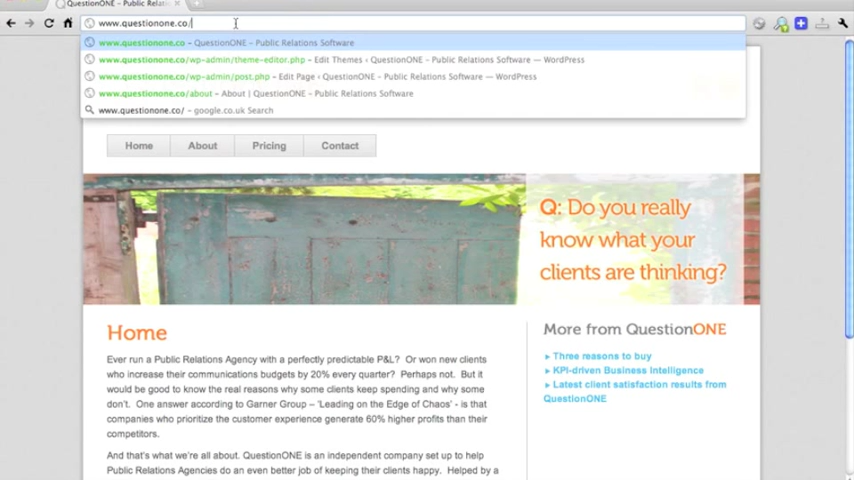 QuestionONE – Public Relati
www.questionone.co/
www.questionone.co – QuestionONE – Public Relations Software
www.questionone.co/wp-admin/theme-editor.php – Edit Themes ‹ QuestionONE – Public Relations Software — WordPress
www.questionone.co/wp-admin/post.php – Edit Page ‹ QuestionONE – Public Relations Software — WordPress
www.questionone.co/about – About | QuestionONE – Public Relations Software
www.questionone.co/ – google.co.uk Search
Home About Pricing Contact
Q: Do you really
know what your
clients are thinking?
Home
Ever run a Public Relations Agency with a perfectly predictable P&L? Or won new clients
who increase their communications budgets by 20% every quarter? Perhaps not. But it
would be good to know the real reasons why some clients keep spending and why some
don't. One answer according to Garner Group – 'Leading on the Edge of Chaos' - is that
companies who prioritize the customer experience generate 60% higher profits than their
competitors.
And that's what we're all about. QuestionONE is an independent company set up to help
Public Relations Agencies do an even better job of keeping their clients happy. Helped by a
More from QuestionONE
Three reasons to buy
KPI-driven Business Intelligence
Latest client satisfaction results from
QuestionONE